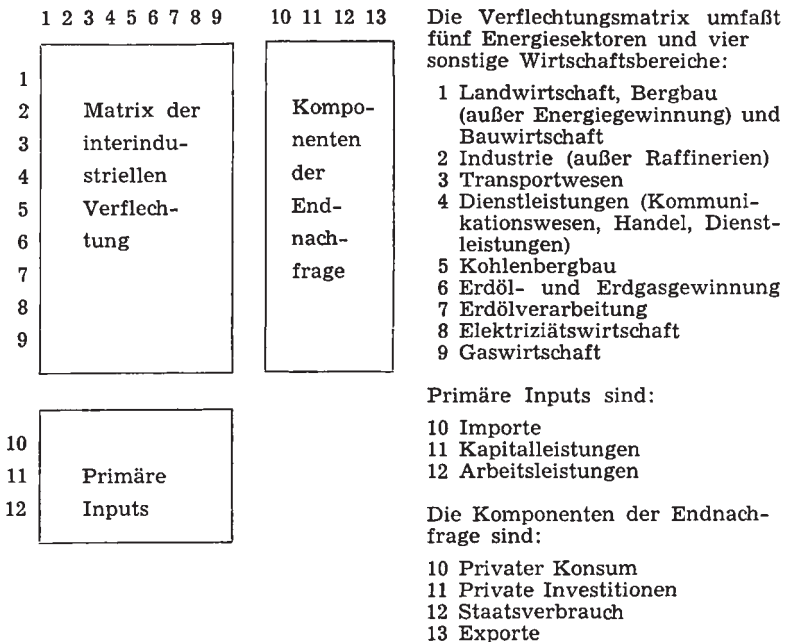 1 2 3 4 5 6 7 8 9
1
2
3
4
5
6
7
8
9
Matrix der
interindu-
striellen
Verflech-
tung
10 11 12 13
Kompo-
nenten
der
End-
nach-
frage
10
11
12
Primäre
Inputs
Die Verflechtungsmatrix umfaßt
fünf Energiesektoren und vier
sonstige Wirtschaftsbereiche:
1 Landwirtschaft, Bergbau
(außer Energiegewinnung) und
Bauwirtschaft
2 Industrie (außer Raffinerien)
3 Transportwesen
4 Dienstleistungen (Kommuni-
kationswesen, Handel, Dienst-
leistungen)
5 Kohlenbergbau
6 Erdöl- und Erdgasgewinnung
7 Erdölverarbeitung
8 Elektriziätswirtschaft
9 Gaswirtschaft
Primäre Inputs sind:
10 Importe
11 Kapitalleistungen
12 Arbeitsleistungen
Die Komponenten der Endnach-
frage sind:
10 Privater Konsum
11 Private Investitionen
12 Staatsverbrauch
13 Exporte